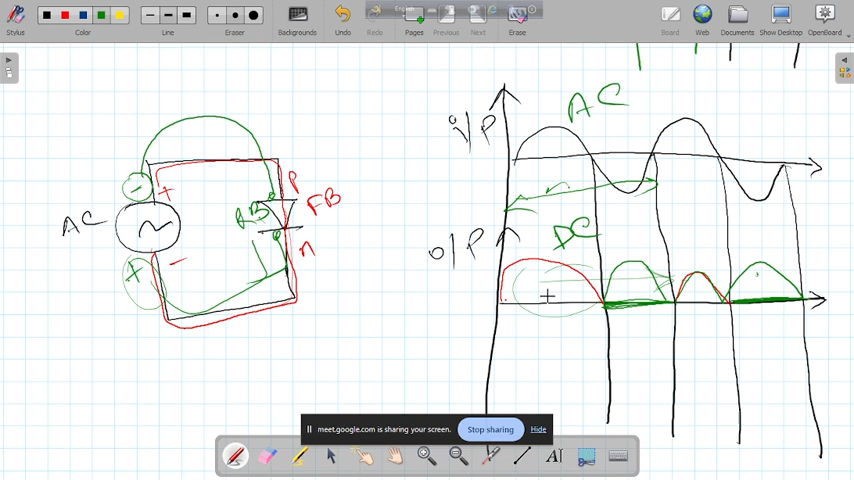 English
Stylus
Color
Line
Eraser
Backgrounds
Undo
Redo
Pages
Previous
Next
Erase
Board
Web
Documents
Show Desktop
OpenBoard
AC
i/P
AC
-
+
P
FB
n
-
+
o/P
DC
+
meet.google.com is sharing your screen.
Stop sharing
Hide